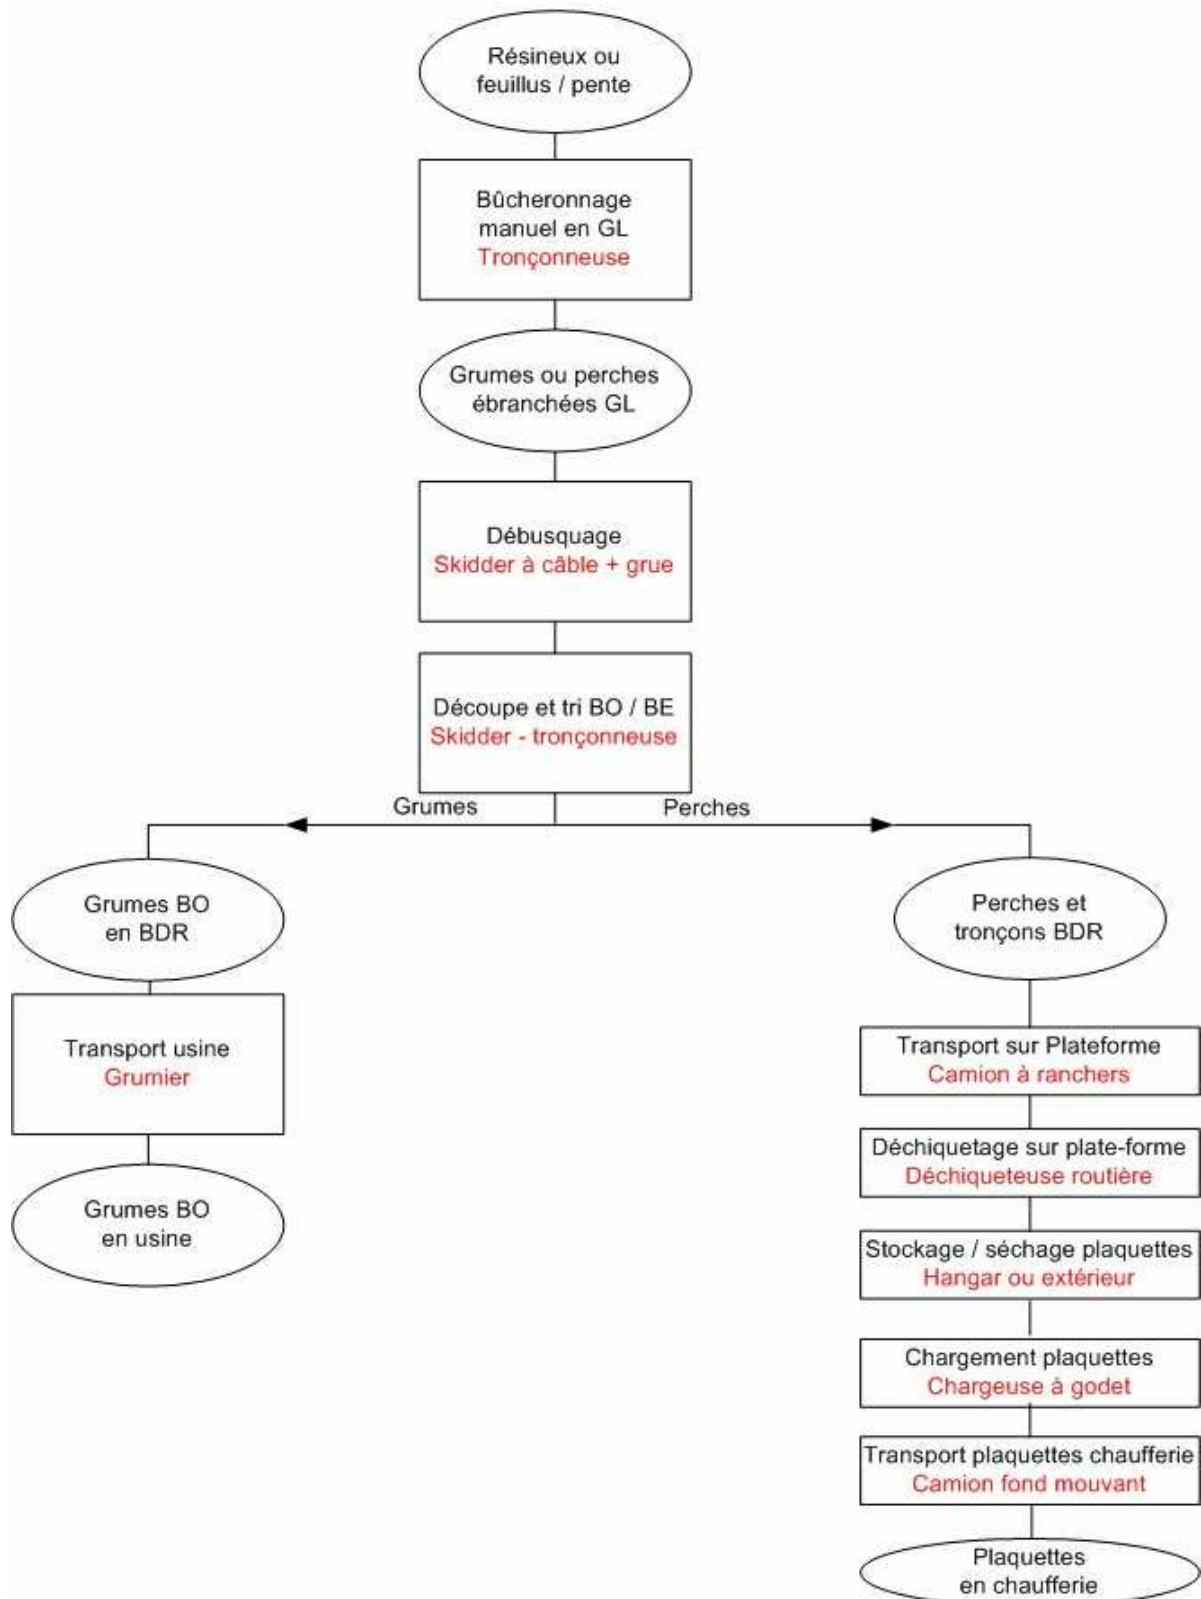 Résineux ou
feuillus / pente
Bûcheronnage
manuel en GL
Tronçonneuse
Grumes ou perches
ébranchées GL
Débusquage
Skidder à câble + grue
Découpe et tri BO / BE
Skidder - tronçonneuse
Grumes
Perches
Grumes BO
en BDR
Transport usine
Grumier
Grumes BO
en usine
Perches et
tronçons BDR
Transport sur Plateforme
Camion à ranchers
Déchiquetage sur plate-forme
Déchiqueteuse routière
Stockage / séchage plaquettes
Hangar ou extérieur
Chargement plaquettes
Chargeuse à godet
Transport plaquettes chaufferie
Camion fond mouvant
Plaquettes
en chaufferie